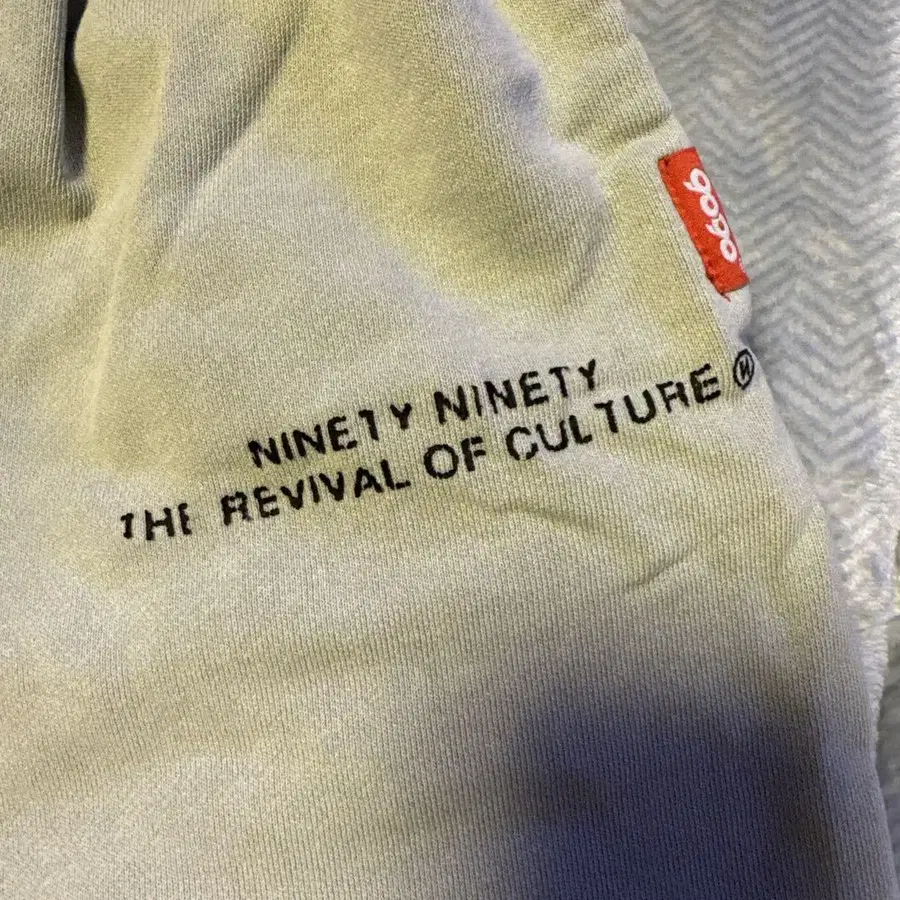 NINETY NINETY
THE REVIVAL OF CULTURE
9090